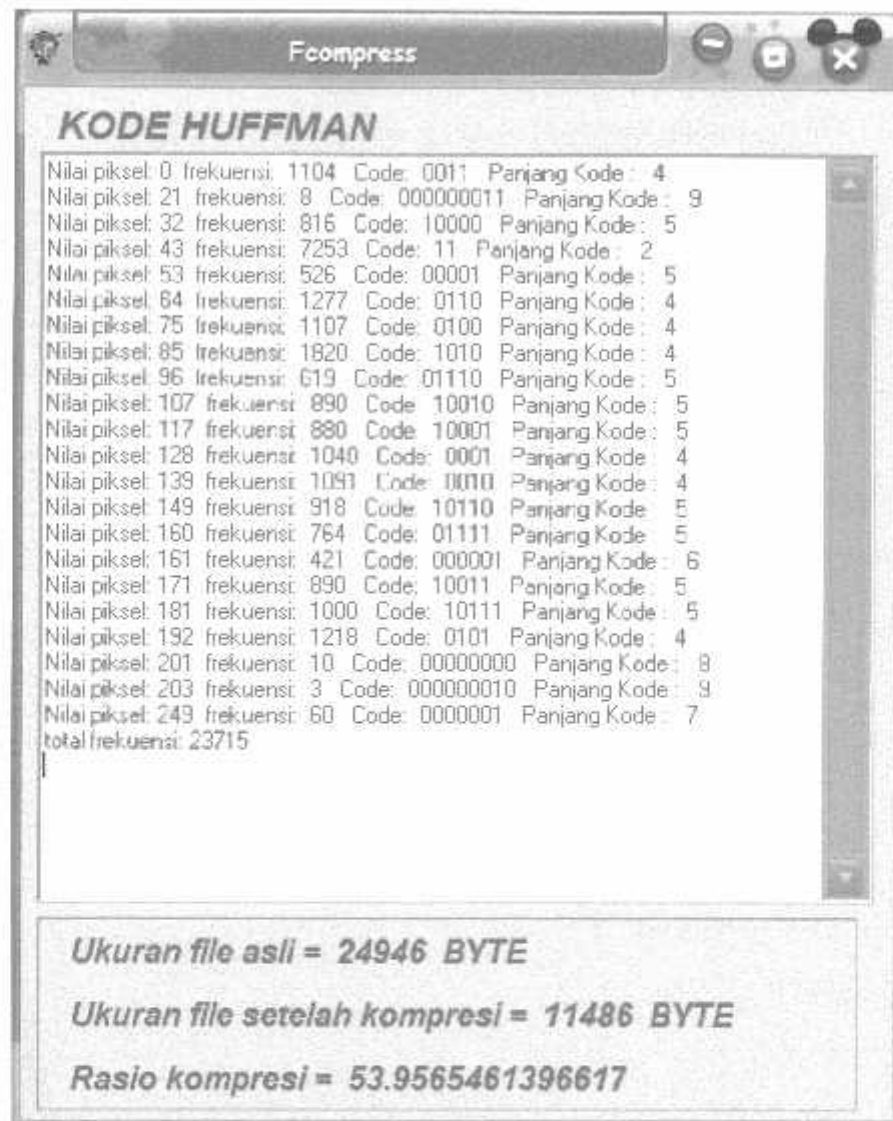 Fcompress
KODE HUFFMAN
Nilai piksel: 0 frekuensi: 1104 Code: 0011 Panjang Kode : 4
Nilai piksel: 21 frekuensi: 8 Code: 000000011 Panjang Kode : 9
Nilai piksel: 32 frekuensi: 816 Code: 10000 Panjang Kode : 5
Nilai piksel: 43 frekuensi: 7253 Code: 11 Panjang Kode : 2
Nilai piksel: 53 frekuensi: 526 Code: 00001 Panjang Kode : 5
Nilai piksel: 64 frekuensi: 1277 Code: 0110 Panjang Kode : 4
Nilai piksel: 75 frekuensi: 1107 Code: 0100 Panjang Kode : 4
Nilai piksel: 85 frekuensi: 1820 Code: 1010 Panjang Kode : 4
Nilai piksel: 96 frekuensi: 619 Code: 01110 Panjang Kode : 5
Nilai piksel: 107 frekuensi: 890 Code: 10010 Panjang Kode : 5
Nilai piksel: 117 frekuensi: 880 Code: 10001 Panjang Kode : 5
Nilai piksel: 128 frekuensi: 1040 Code: 0001 Panjang Kode : 4
Nilai piksel: 139 frekuensi: 1091 Code: 0010 Panjang Kode : 4
Nilai piksel: 149 frekuensi: 918 Code: 10110 Panjang Kode : 5
Nilai piksel: 160 frekuensi: 764 Code: 01111 Panjang Kode : 5
Nilai piksel: 161 frekuensi: 421 Code: 000001 Panjang Kode : 6
Nilai piksel: 171 frekuensi: 890 Code: 10011 Panjang Kode : 5
Nilai piksel: 181 frekuensi: 1000 Code: 10111 Panjang Kode : 5
Nilai piksel: 192 frekuensi: 1218 Code: 0101 Panjang Kode : 4
Nilai piksel: 201 frekuensi: 10 Code: 00000000 Panjang Kode : 8
Nilai piksel: 203 frekuensi: 3 Code: 000000010 Panjang Kode : 9
Nilai piksel: 249 frekuensi: 60 Code: 0000001 Panjang Kode : 7
total frekuensi: 23715
Ukuran file asli = 24946 BYTE
Ukuran file setelah kompresi = 11486 BYTE
Rasio kompresi = 53.9565461396617